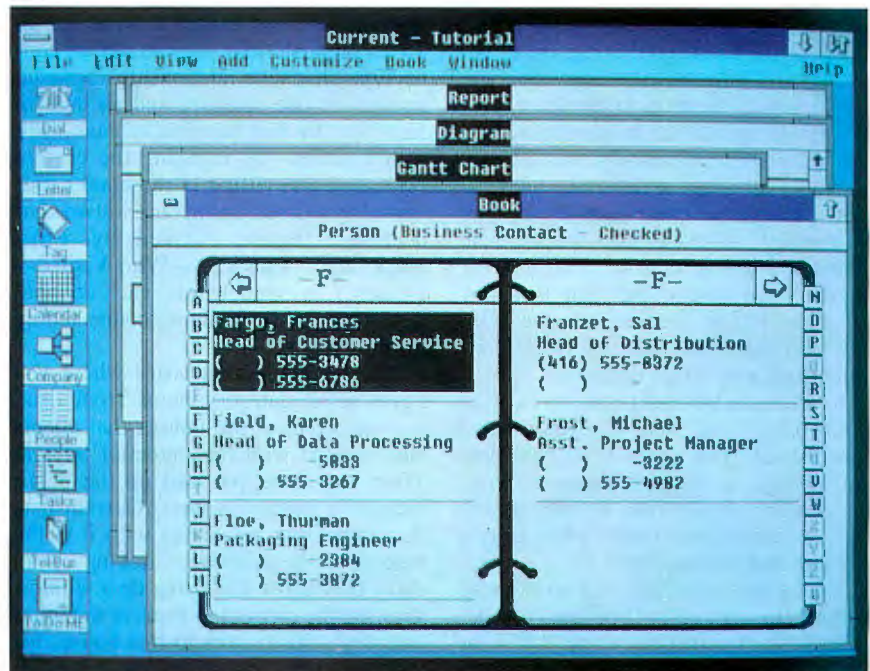 Current - Tutorial
File Edit View Add Customize Book Window Help
Report
Diagram
Gantt Chart
Book
Person (Business Contact - Checked)
Dial
Letter
Tag
Calendar
Company
People
Tasks
Tel-Bus
To Do-ME
-F-
A
B
C
D
E
F
G
H
I
J
K
L
M
Fargo, Frances
Head of Customer Service
( ) 555-3478
( ) 555-6786
Field, Karen
Head of Data Processing
( ) -5833
( ) 555-3267
Floe, Thurman
Packaging Engineer
( ) -2384
( ) 555-3872
-F-
Franzet, Sal
Head of Distribution
(416) 555-8372
( )
Frost, Michael
Asst. Project Manager
( ) -3222
( ) 555-4982
N
O
P
Q
R
S
T
U
V
W
X
Y
Z